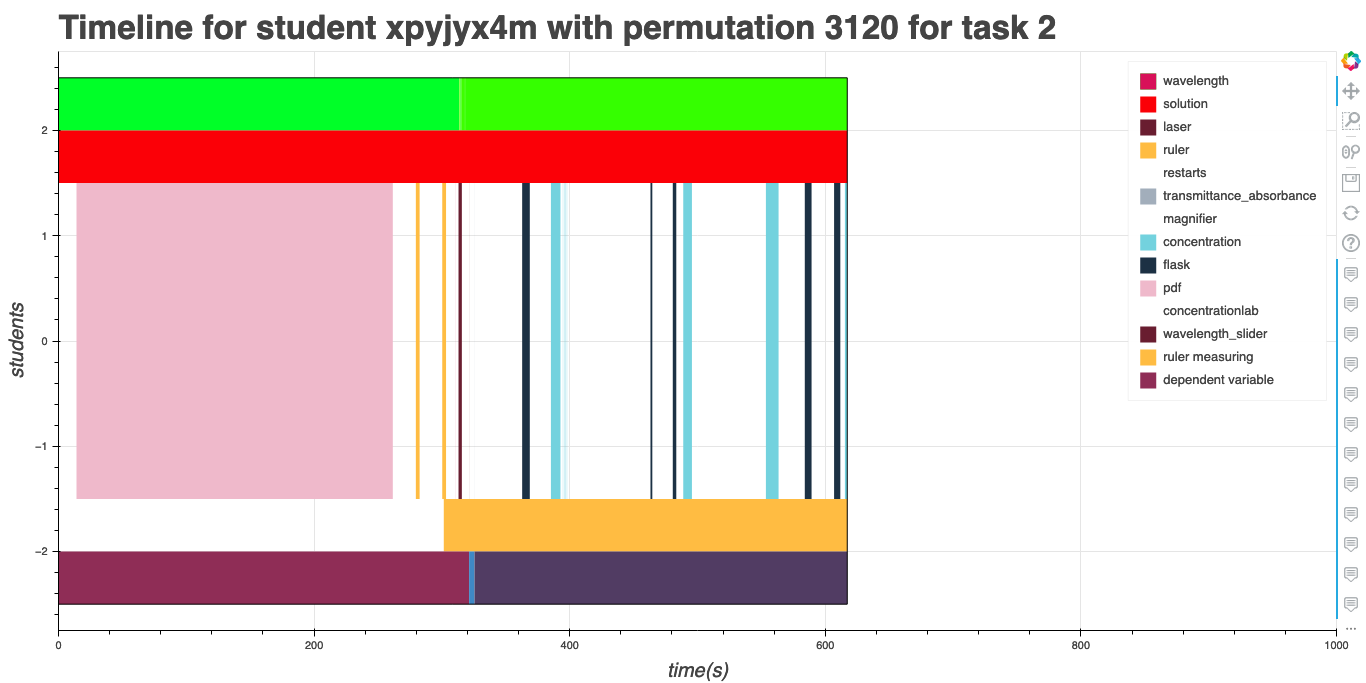 Timeline for student xpyjyx4m with permutation 3120 for task 2
wavelength
solution
laser
ruler
restarts
transmittance_absorbance
magnifier
concentration
flask
pdf
concentrationlab
wavelength_slider
ruler measuring
dependent variable
students
2
1
0
−1
−2
0
200
400
600
800
1000
time(s)